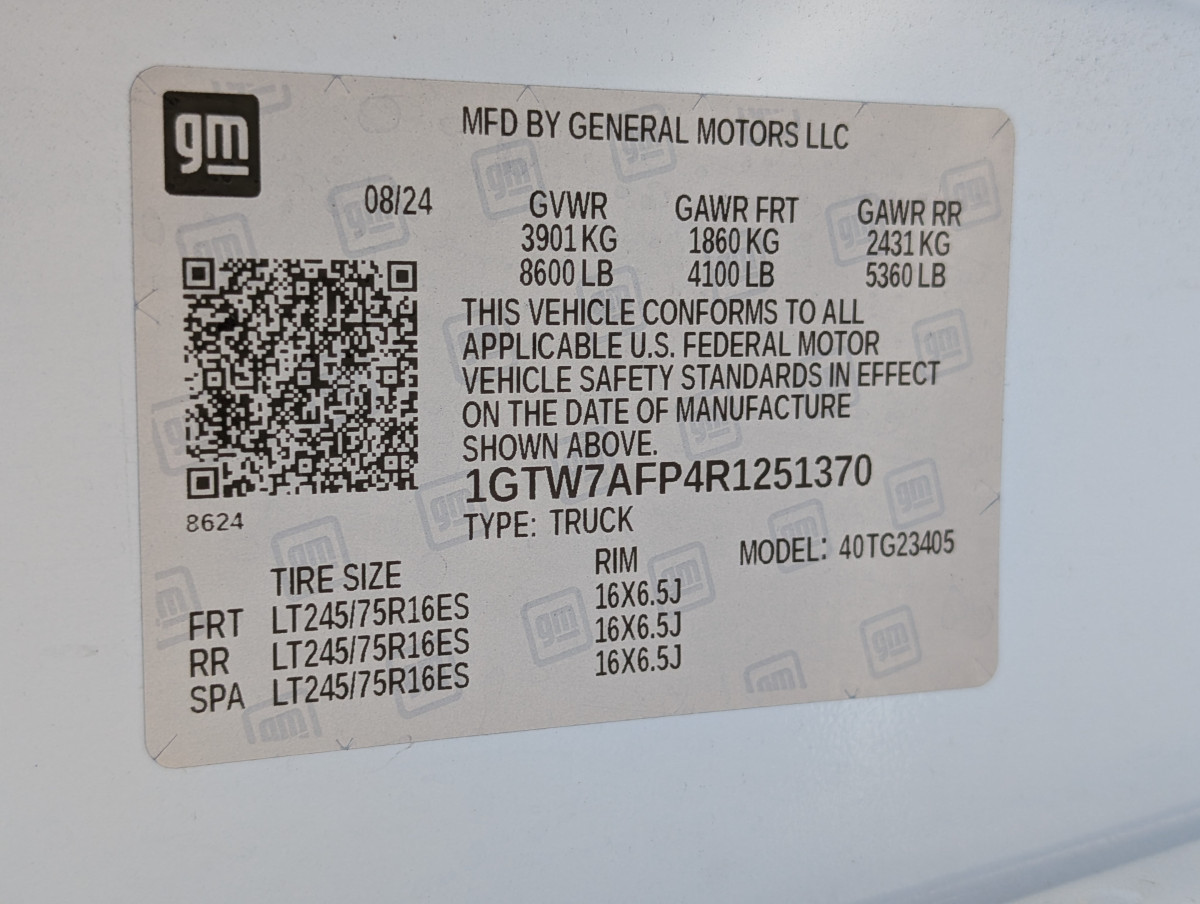 gm
MFD BY GENERAL MOTORS LLC
08/24 GVWR GAWR FRT GAWR RR
3901 KG 1860 KG 2431 KG
8600 LB 4100 LB 5360 LB
THIS VEHICLE CONFORMS TO ALL
APPLICABLE U.S. FEDERAL MOTOR
VEHICLE SAFETY STANDARDS IN EFFECT
ON THE DATE OF MANUFACTURE
SHOWN ABOVE.
1GTW7AFP4R1251370
8624
TYPE: TRUCK
MODEL: 40TG23405
TIRE SIZE RIM
FRT LT245/75R16ES 16X6.5J
RR LT245/75R16ES 16X6.5J
SPA LT245/75R16ES 16X6.5J